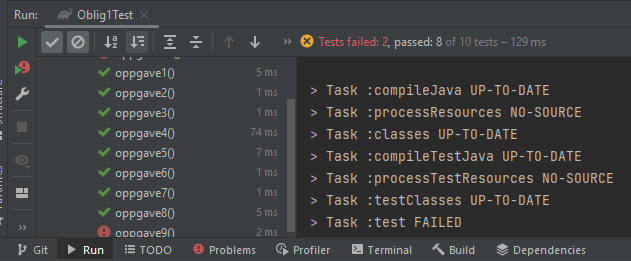 Run: Oblig1Test
Tests failed: 2, passed: 8 of 10 tests – 129 ms
oppgave1() 5 ms
oppgave2() 1 ms
oppgave3() 1 ms
oppgave4() 74 ms
oppgave5() 7 ms
oppgave6() 1 ms
oppgave7() 1 ms
oppgave8() 5 ms
oppgave9() 2 ms
> Task :compileJava UP-TO-DATE
> Task :processResources NO-SOURCE
> Task :classes UP-TO-DATE
> Task :compileTestJava UP-TO-DATE
> Task :processTestResources NO-SOURCE
> Task :testClasses UP-TO-DATE
> Task :test FAILED
Git Run TODO Problems Profiler Terminal Build Dependencies